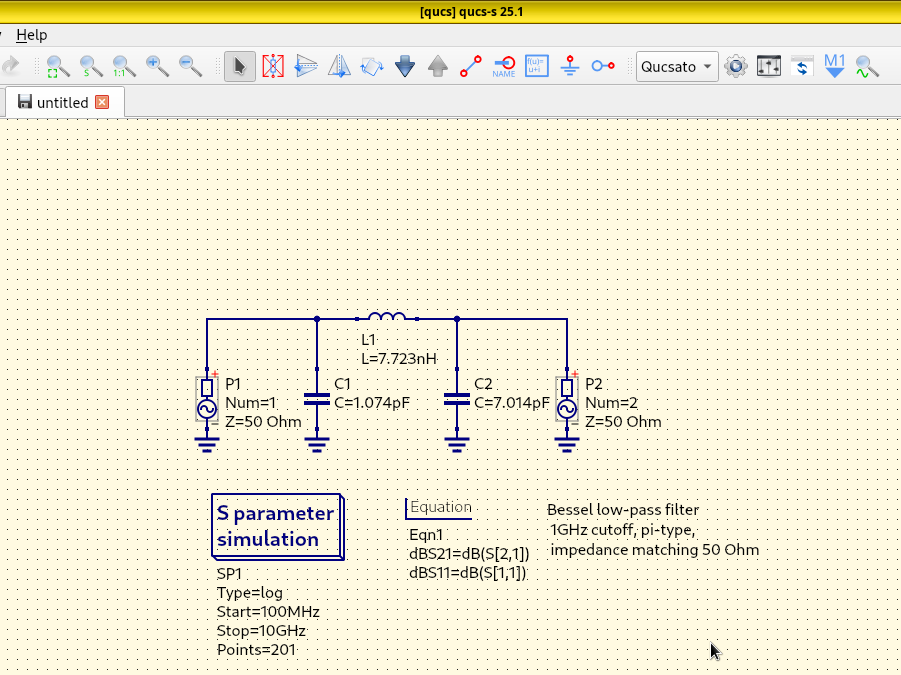 [qucs] qucs-s 25.1
Help
S
1:1
NAME
f(u)=
u+i
Qucsato
M1
untitled
L1
L=7.723nH
P1
Num=1
Z=50 Ohm
C1
C=1.074pF
C2
C=7.014pF
P2
Num=2
Z=50 Ohm
S parameter
simulation
SP1
Type=log
Start=100MHz
Stop=10GHz
Points=201
Equation
Eqn1
dBS21=dB(S[2,1])
dBS11=dB(S[1,1])
Bessel low-pass filter
1GHz cutoff, pi-type,
impedance matching 50 Ohm